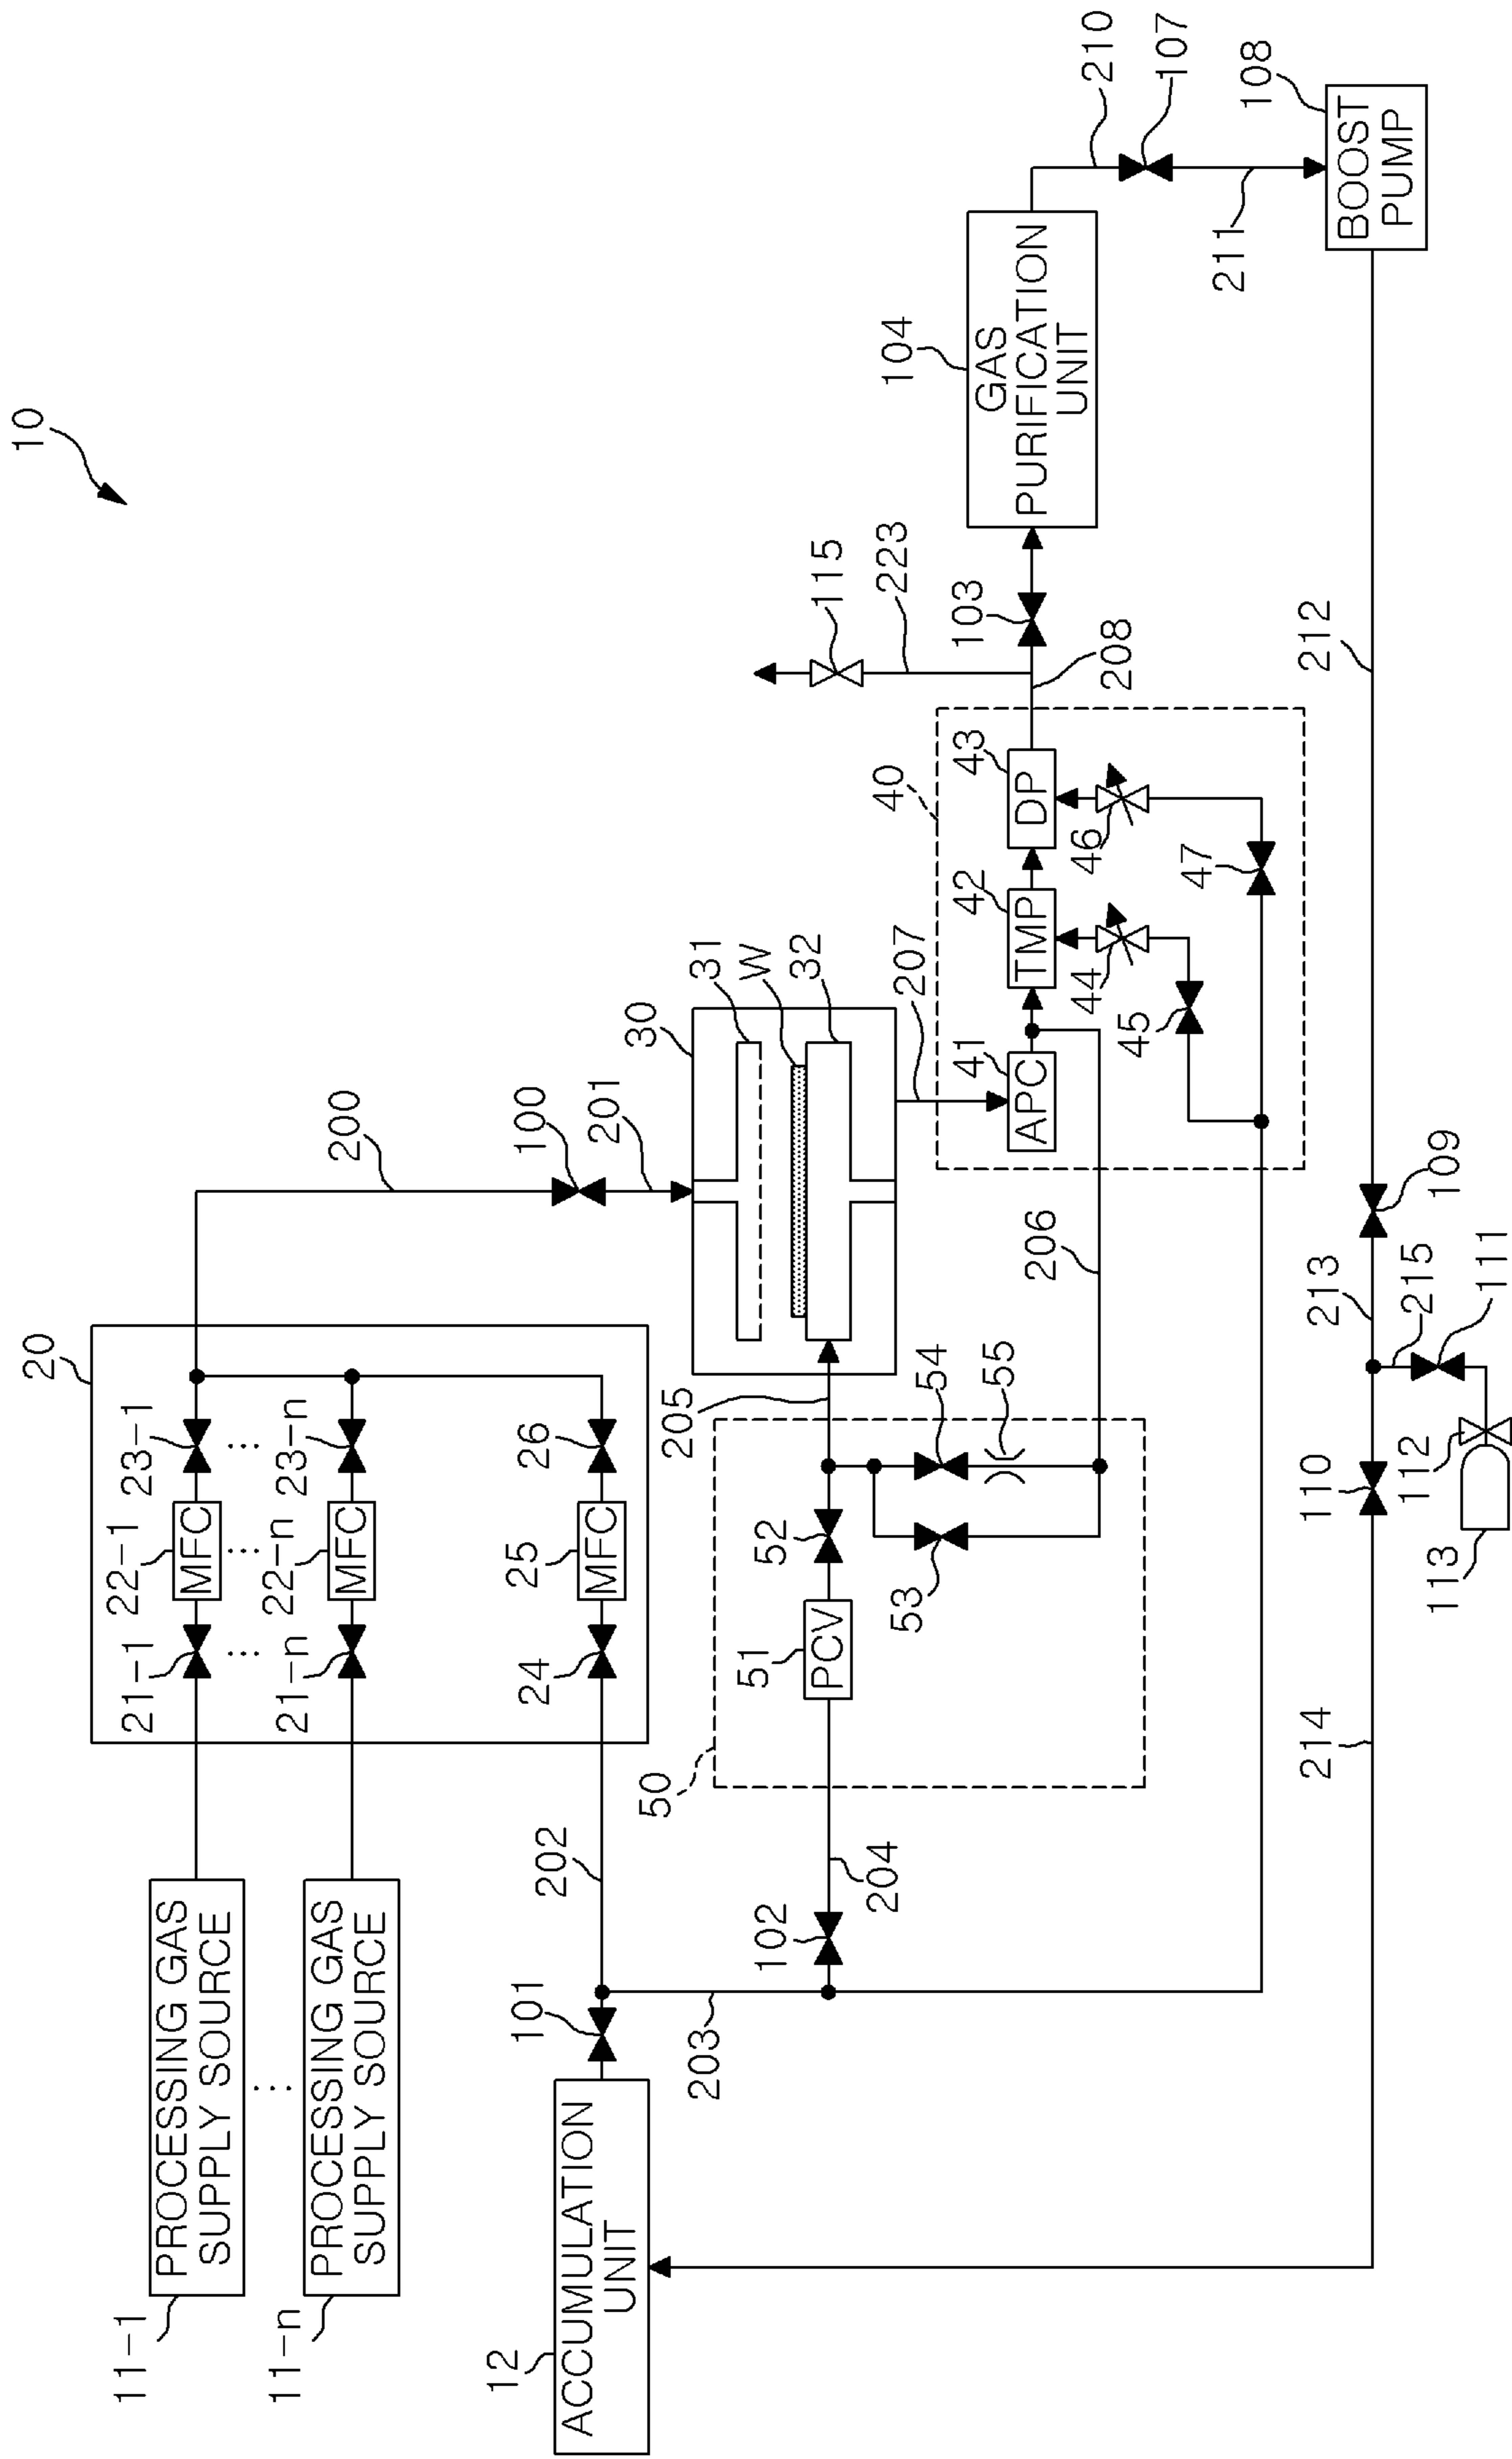 10
20
21-1
22-1
23-1
MFC
...
...
...
21-n
22-n
23-n
MFC
24
25
26
MFC
200
100
201
11-1
PROCESSING GAS
SUPPLY SOURCE
...
11-n
PROCESSING GAS
SUPPLY SOURCE
12
ACCUMULATION
UNIT
101
202
203
102
204
50
51
PCV
52
53
54
55
205
206
30
31
W
32
207
40
41
APC
42
TMP
43
DP
44
45
46
47
208
115
223
103
104
GAS
PURIFICATION
UNIT
210
107
211
108
BOOST
PUMP
212
109
213
215
111
110
112
113
214